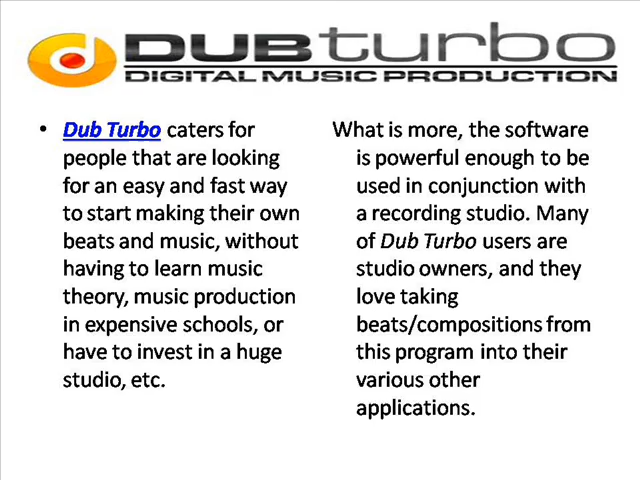 DUBturbo
DIGITAL MUSIC PRODUCTION
• Dub Turbo caters for
people that are looking
for an easy and fast way
to start making their own
beats and music, without
having to learn music
theory, music production
in expensive schools, or
have to invest in a huge
studio, etc.
What is more, the software
is powerful enough to be
used in conjunction with
a recording studio. Many
of Dub Turbo users are
studio owners, and they
love taking
beats/compositions from
this program into their
various other
applications.